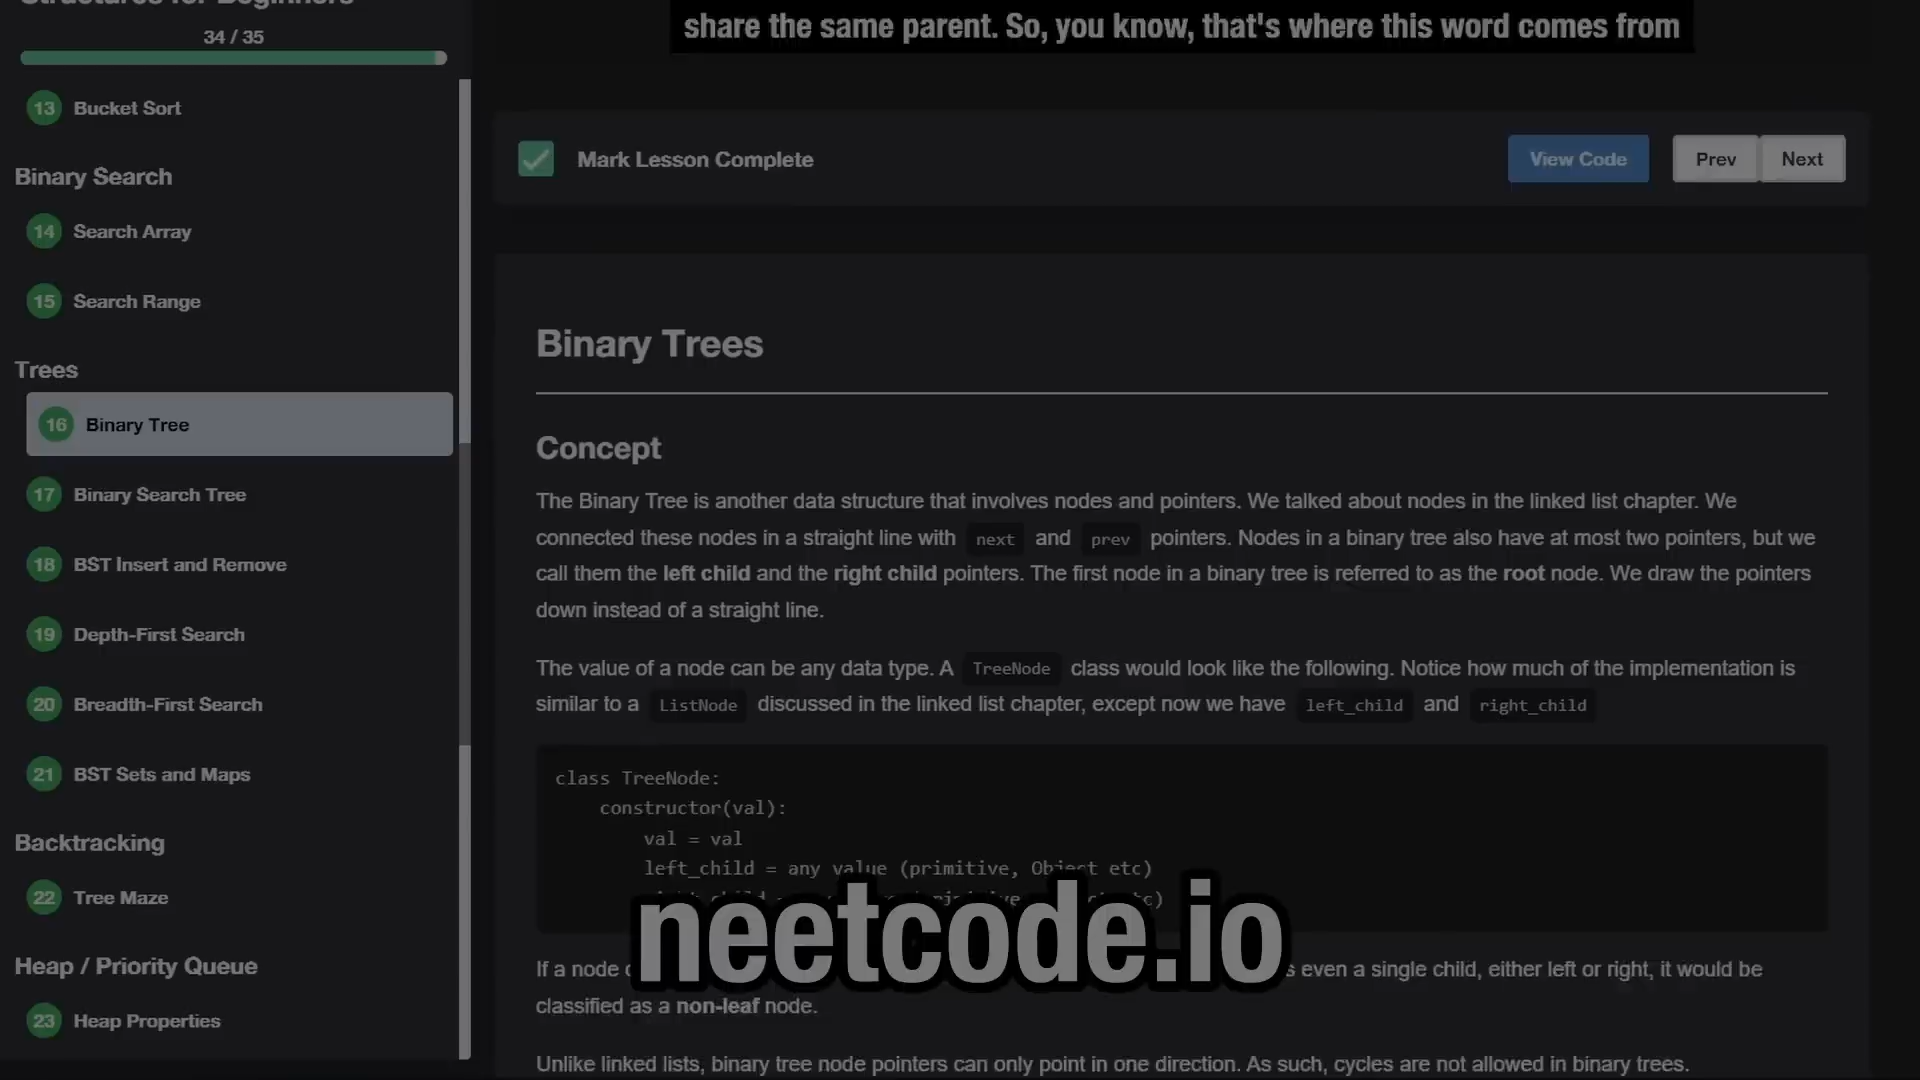 Structures for Beginners
34 / 35
13 Bucket Sort
Binary Search
14 Search Array
15 Search Range
Trees
16 Binary Tree
17 Binary Search Tree
18 BST Insert and Remove
19 Depth-First Search
20 Breadth-First Search
21 BST Sets and Maps
Backtracking
22 Tree Maze
Heap / Priority Queue
23 Heap Properties
share the same parent. So, you know, that's where this word comes from
Mark Lesson Complete
View Code
Prev
Next
Binary Trees
Concept
The Binary Tree is another data structure that involves nodes and pointers. We talked about nodes in the linked list chapter. We
connected these nodes in a straight line with next and prev pointers. Nodes in a binary tree also have at most two pointers, but we
call them the left child and the right child pointers. The first node in a binary tree is referred to as the root node. We draw the pointers
down instead of a straight line.
The value of a node can be any data type. A TreeNode class would look like the following. Notice how much of the implementation is
similar to a ListNode discussed in the linked list chapter, except now we have left_child and right_child
class TreeNode:
constructor(val):
val = val
left_child = any value (primitive, Object etc)
neetcode.io
If a node
even a single child, either left or right, it would be
classified as a non-leaf node.
Unlike linked lists, binary tree node pointers can only point in one direction. As such, cycles are not allowed in binary trees.